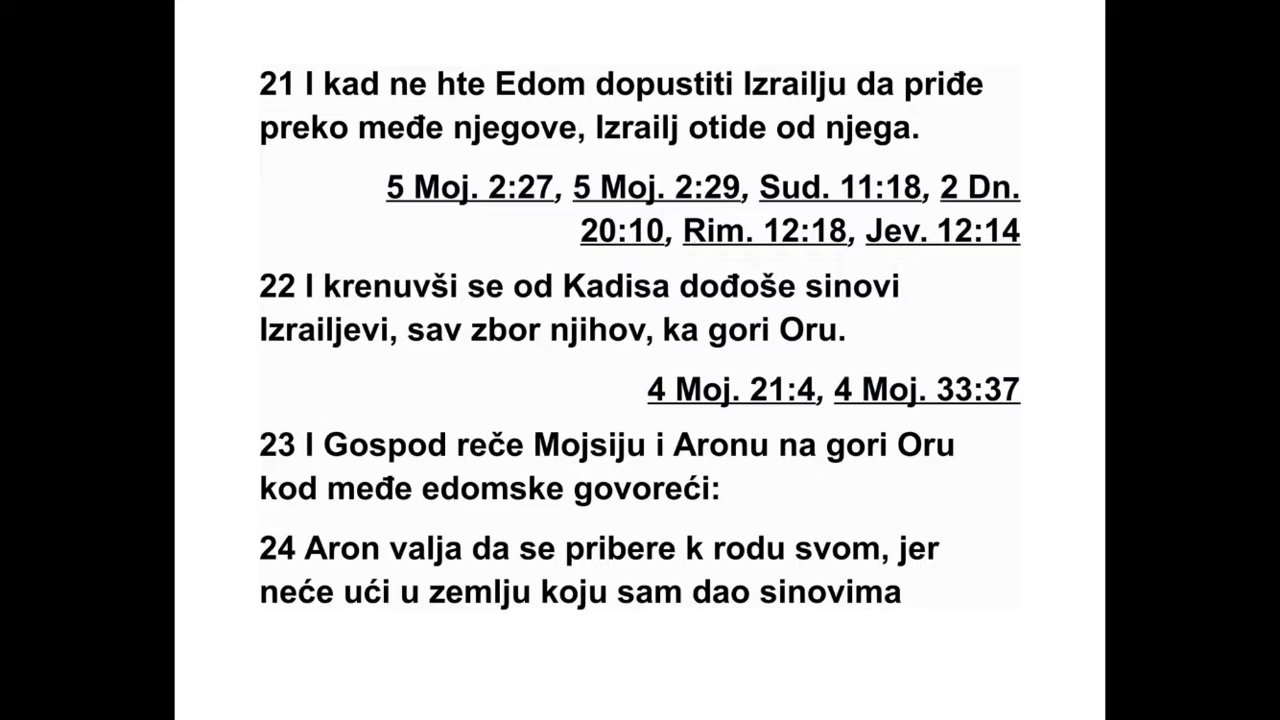 21 I kad ne hte Edom dopustiti Izrailju da priđe
preko međe njegove, Izrailj otide od njega.
5 Moj. 2:27, 5 Moj. 2:29, Sud. 11:18, 2 Dn.
20:10, Rim. 12:18, Jev. 12:14
22 I krenuvši se od Kadisa dođoše sinovi
Izrailjevi, sav zbor njihov, ka gori Oru.
4 Moj. 21:4, 4 Moj. 33:37
23 I Gospod reče Mojsiju i Aronu na gori Oru
kod međe edomske govoreći:
24 Aron valja da se pribere k rodu svom, jer
neće ući u zemlju koju sam dao sinovima